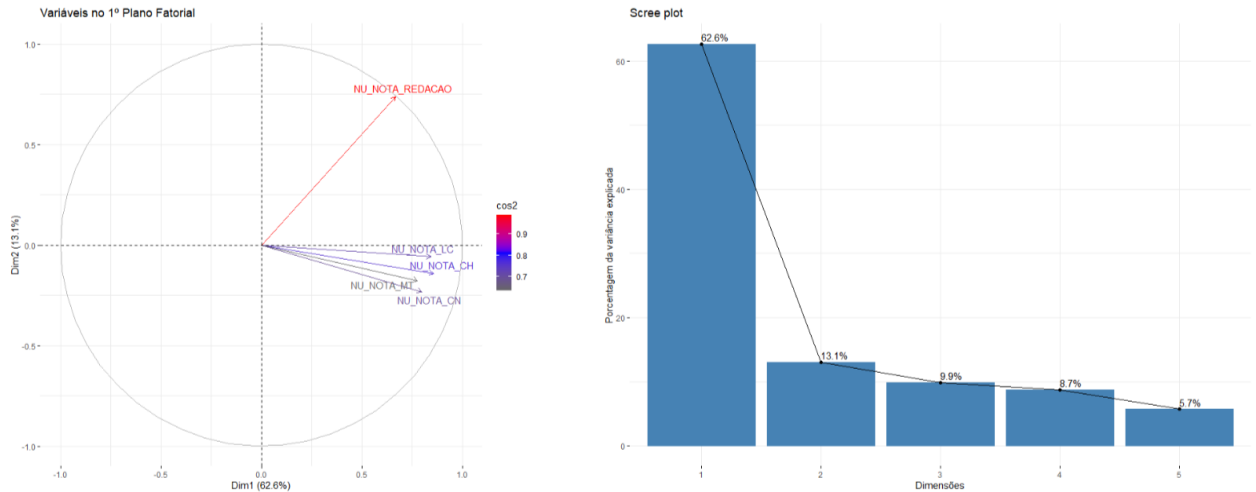 Variáveis no 1º Plano Fatorial
1.0
0.5
0.0
-0.5
-1.0
Dim2 (13.1%)
NU_NOTA_REDACAO
NU_NOTA_LC
NU_NOTA_CH
NU_NOTA_MT
NU_NOTA_CN
-1.0
-0.5
0.0
0.5
1.0
Dim1 (62.6%)
cos2
0.9
0.8
0.7
Scree plot
60
40
20
0
Porcentagem da variância explicada
62.6%
13.1%
9.9%
8.7%
5.7%
1
2
3
4
5
Dimensões